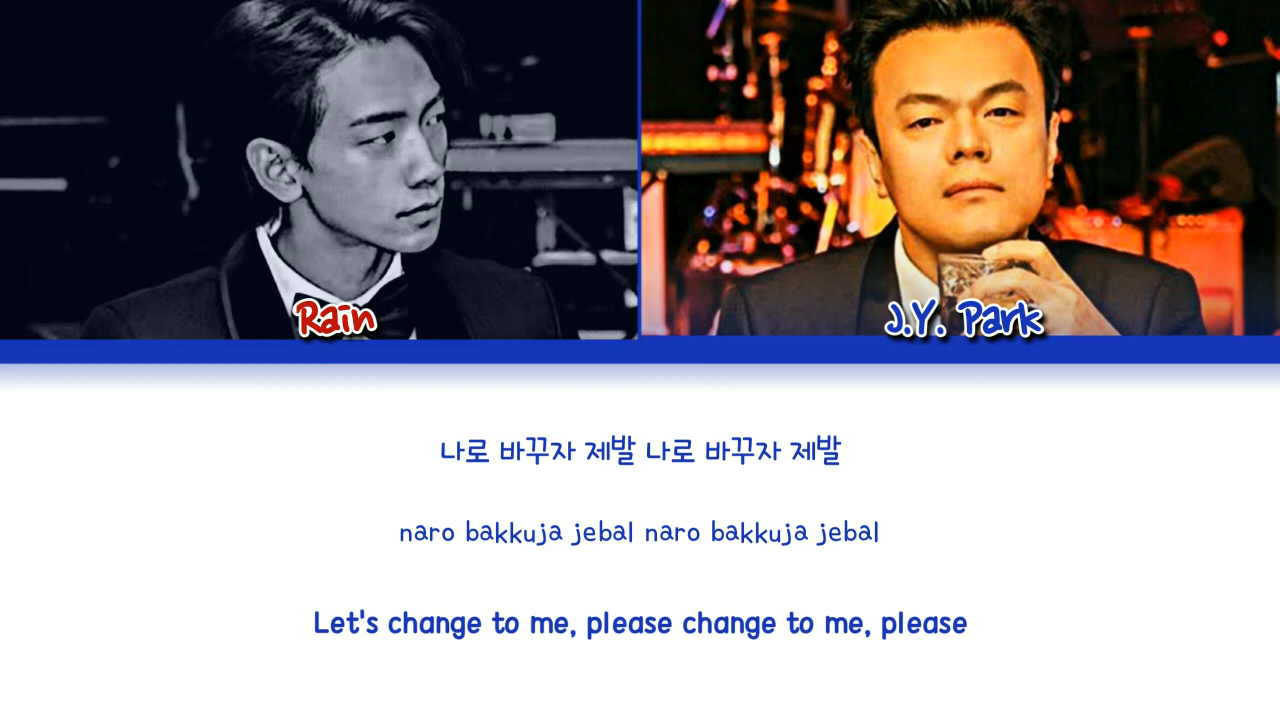 Rain
J.Y. Park
나로 바꾸자 제발 나로 바꾸자 제발
naro bakkuja jebal naro bakkuja jebal
Let's change to me, please change to me, please